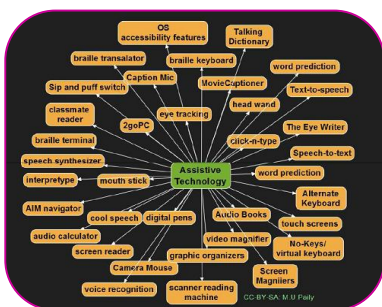 OS
accessibility features
Talking
Dictionary
braille transalator
braille keyboard
word prediction
Caption Mic
MovieCaptioner
Sip and puff switch
Text-to-speech
head wand
classmate
reader
eye tracking
2goPC
The Eye Writer
click-n-type
braille terminal
Speech-to-text
speech synthesizer
Assistive
Technology
word prediction
interpretype
mouth stick
Alternate
Keyboard
AIM navigator
cool speech
digital pens
Audio Books
touch screens
audio calculator
video magnifier
No-Keys/
virtual keyboard
screen reader
graphic organizers
Camera Mouse
Screen
Magniiers
voice recognition
scanner reading
machine
CC-BY-SA: M.U Paily